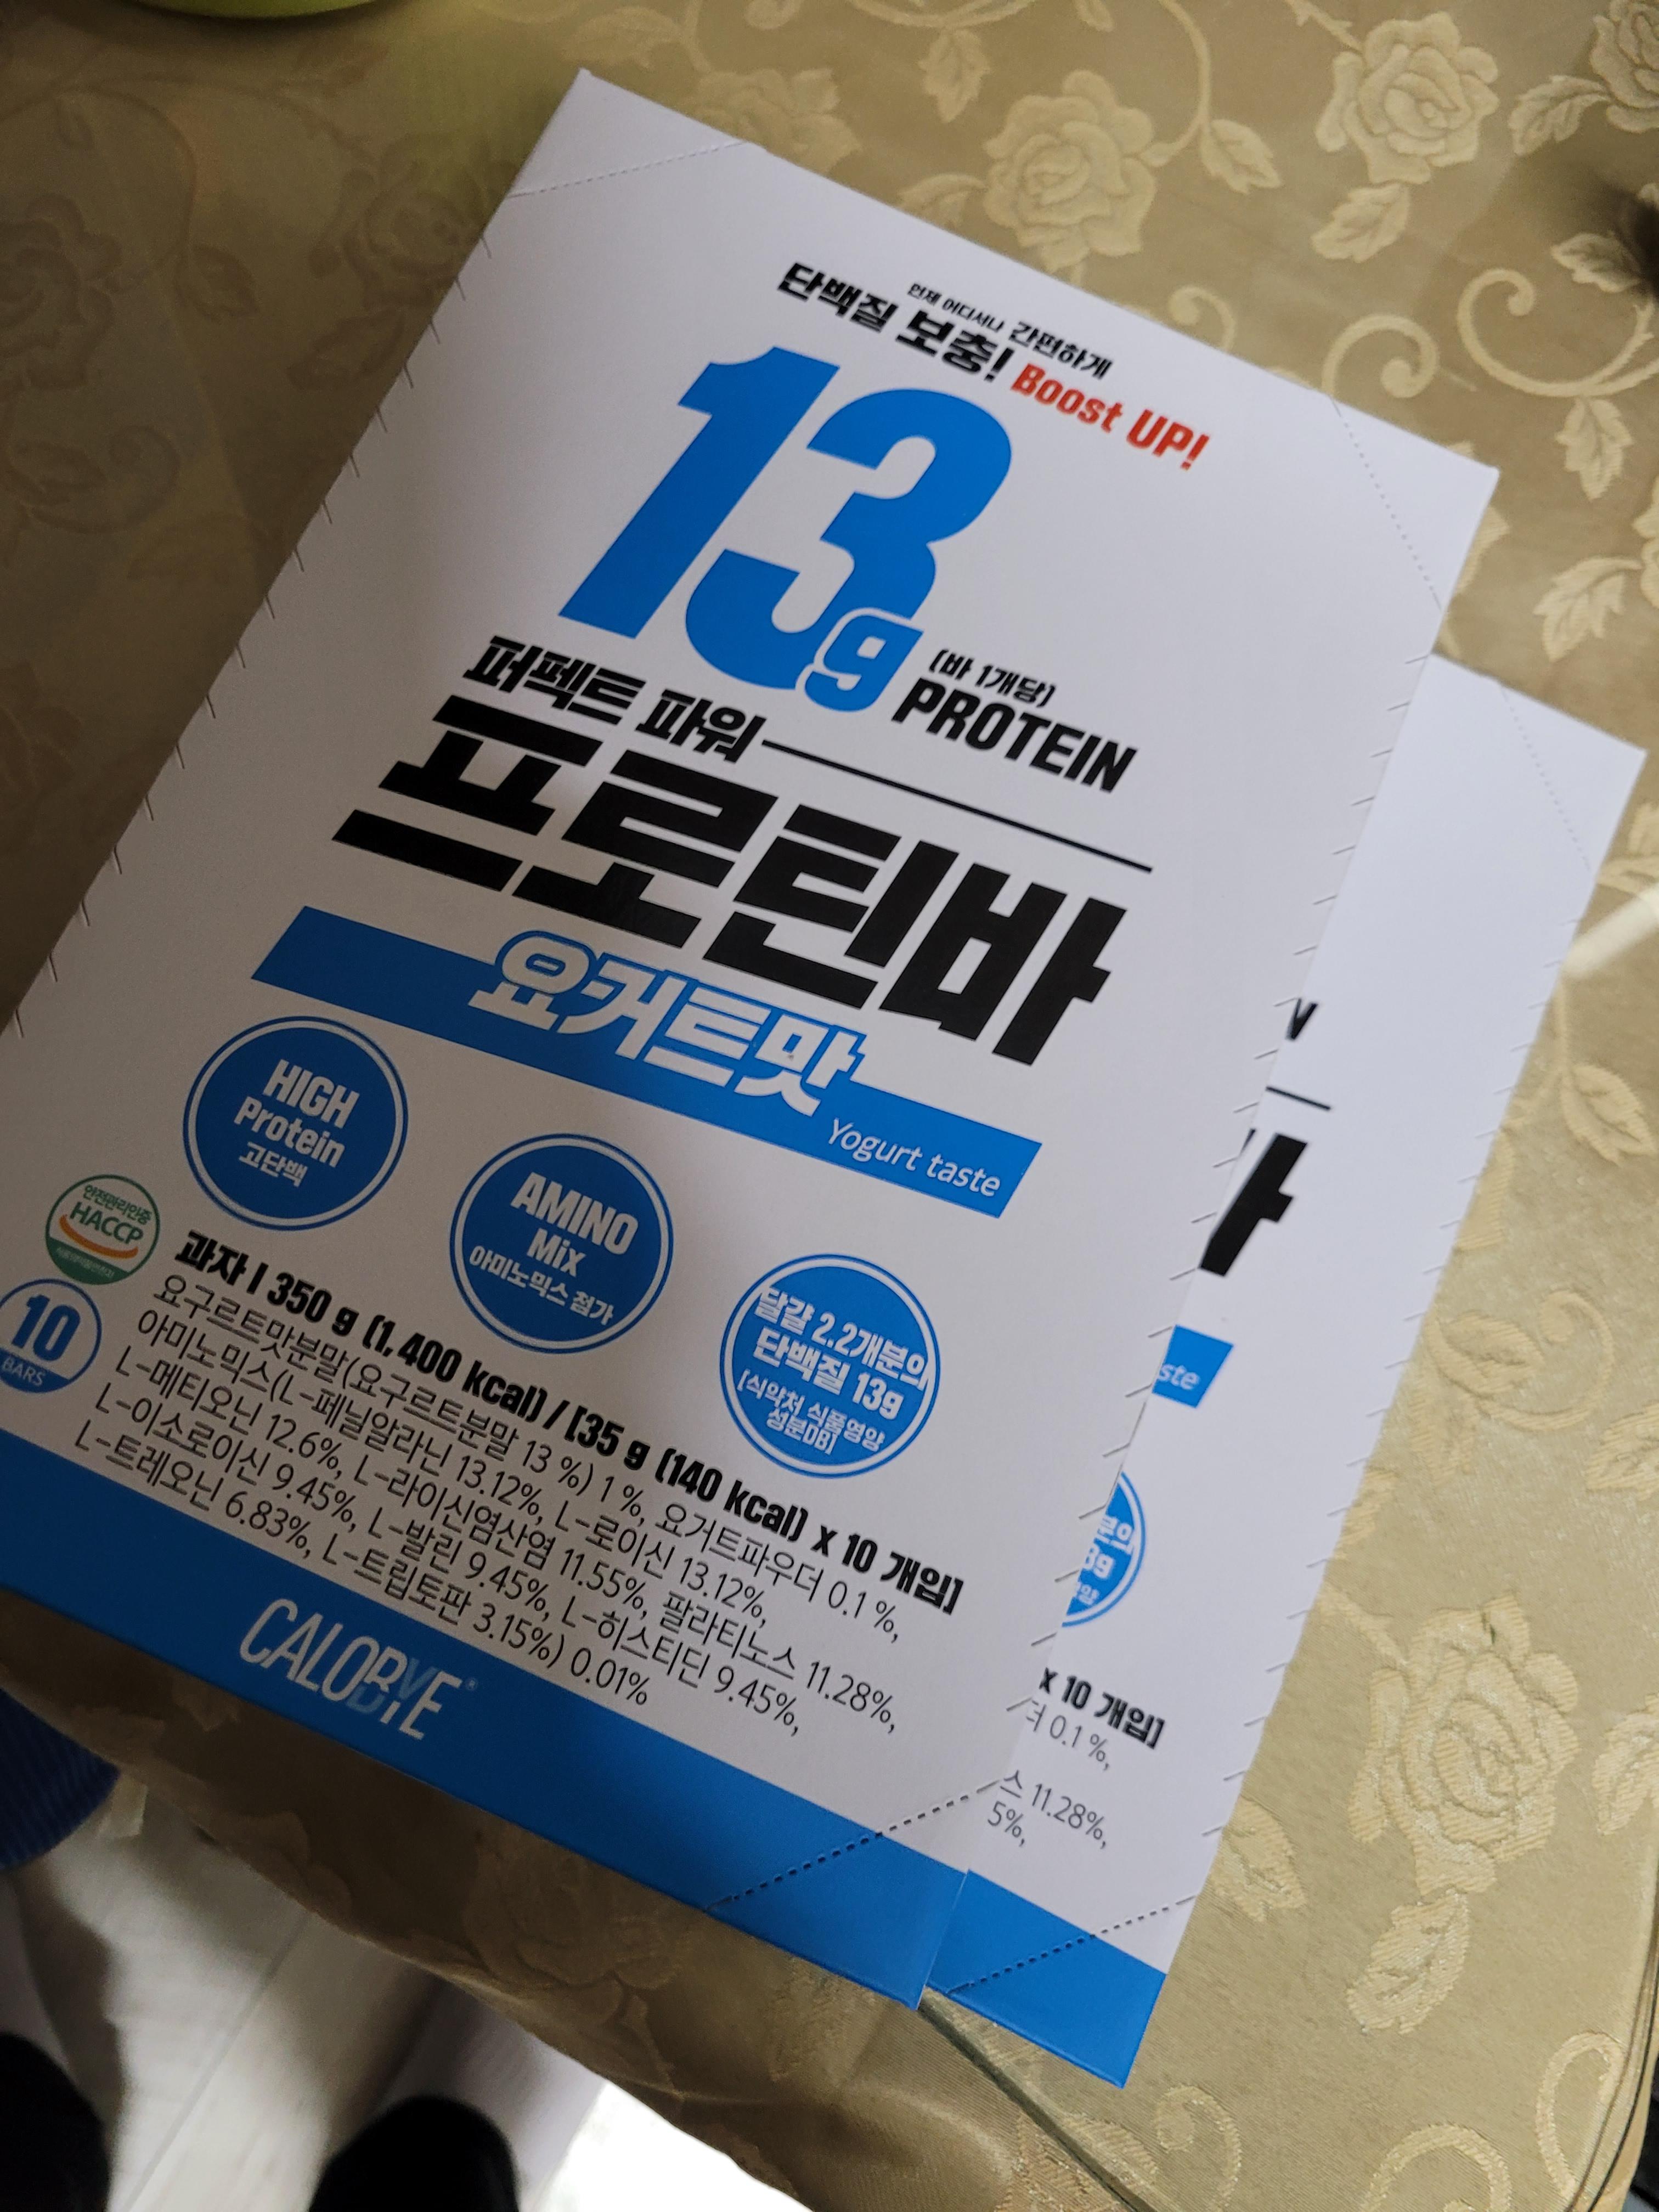 언제 어디서나 간편하게
단백질 보충! Boost UP!
13g
(바 1개당)
PROTEIN
퍼펙트 파워
프로틴바
요거트맛
Yogurt taste
HIGH
Protein
고단백
AMINO
Mix
아미노믹스 첨가
달걀 2.2개분의
단백질 13g
[식약처 식품영양
성분DB]
안전관리인증
HACCP
10
BARS
과자 I 350 g (1,400 kcal) / [35 g (140 kcal) x 10 개입]
요구르트맛분말(요구르트분말 13 %) 1 %, 요거트파우더 0.1 %,
아미노믹스(L-페닐알라닌 13.12%, L-로이신 13.12%,
L-메티오닌 12.6%, L-라이신염산염 11.55%, 팔라티노스 11.28%,
L-이소로이신 9.45%, L-발린 9.45%, L-히스티딘 9.45%,
L-트레오닌 6.83%, L-트립토판 3.15%) 0.01%
CALOBYE
N
ste
x 10 개입]
0.1 %,
스 11.28%,
5%,